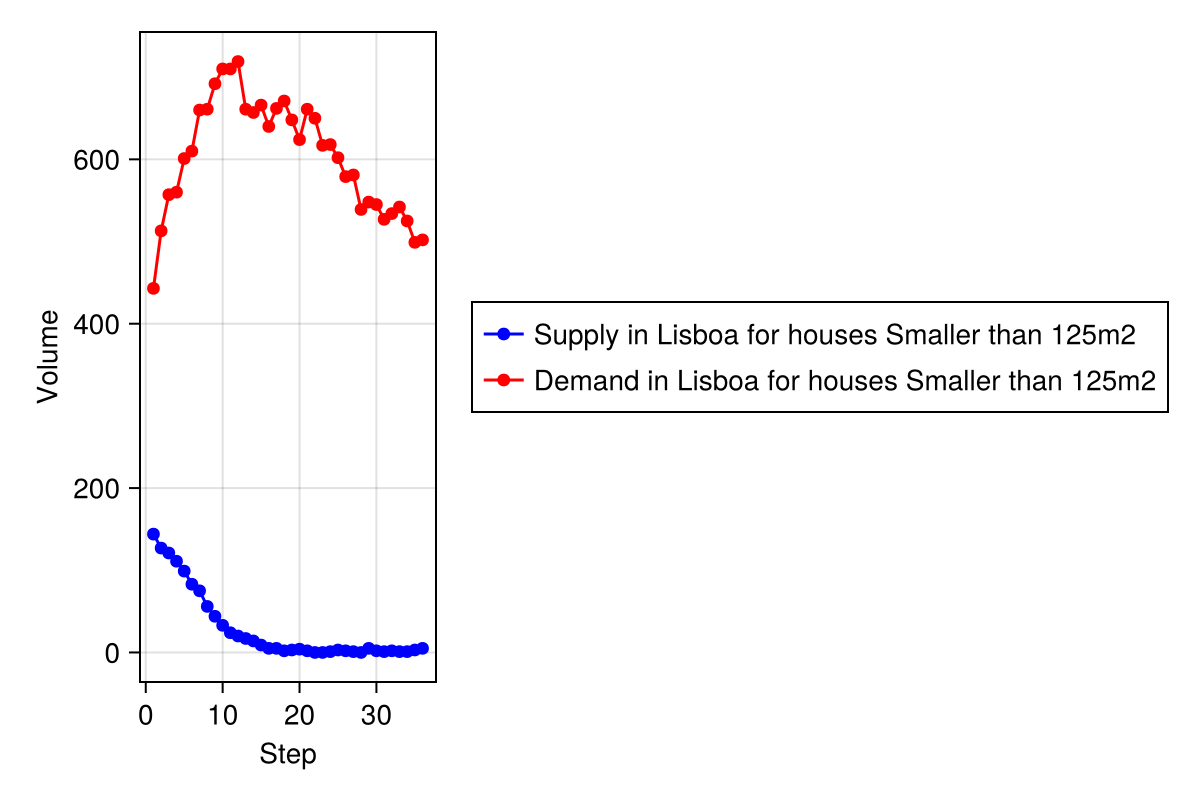 600
400
200
0
Volume
0 10 20 30
Step
Supply in Lisboa for houses Smaller than 125m2
Demand in Lisboa for houses Smaller than 125m2